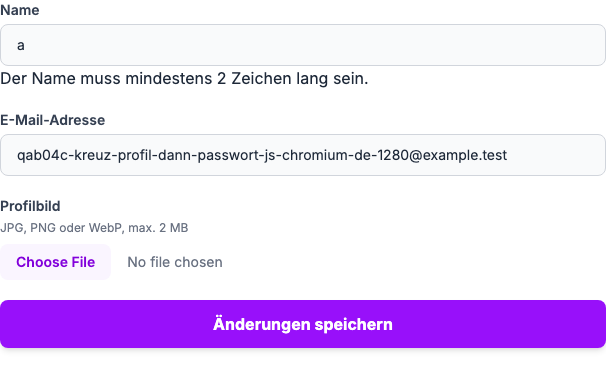 Name
a
Der Name muss mindestens 2 Zeichen lang sein.
E-Mail-Adresse
qab04c-kreuz-profil-dann-passwort-js-chromium-de-1280@example.test
Profilbild
JPG, PNG oder WebP, max. 2 MB
Choose File No file chosen
Änderungen speichern